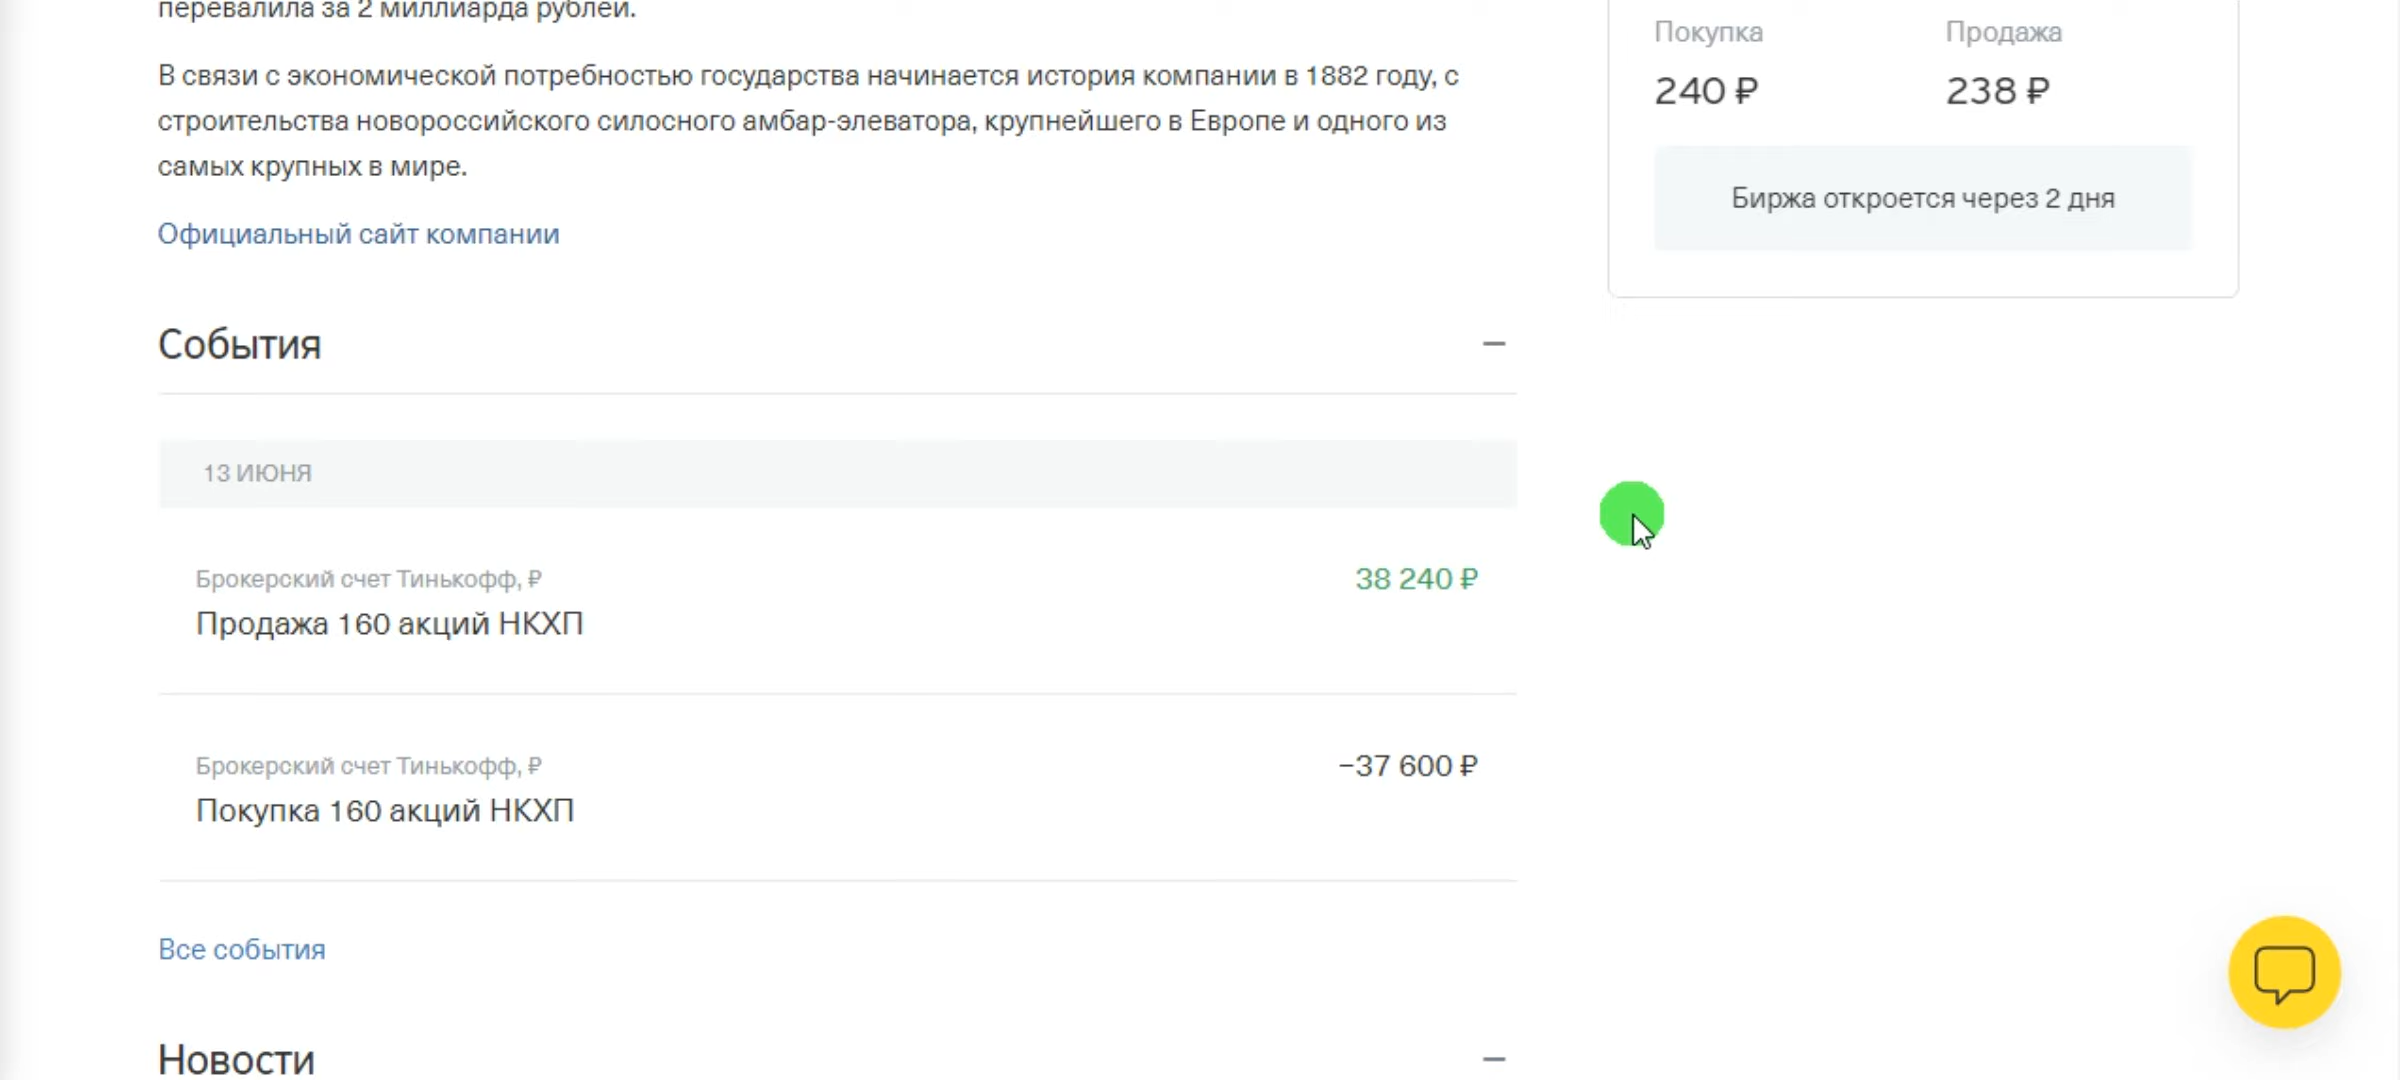 перевалила за 2 миллиарда рублей.
В связи с экономической потребностью государства начинается история компании в 1882 году, с
строительства новороссийского силосного амбар-элеватора, крупнейшего в Европе и одного из
самых крупных в мире.
Официальный сайт компании
События
13 ИЮНЯ
Брокерский счет Тинькофф, ₽
38 240 ₽
Продажа 160 акций НКХП
Брокерский счет Тинькофф, ₽
−37 600 ₽
Покупка 160 акций НКХП
Все события
Новости
Покупка
Продажа
240 ₽
238 ₽
Биржа откроется через 2 дня